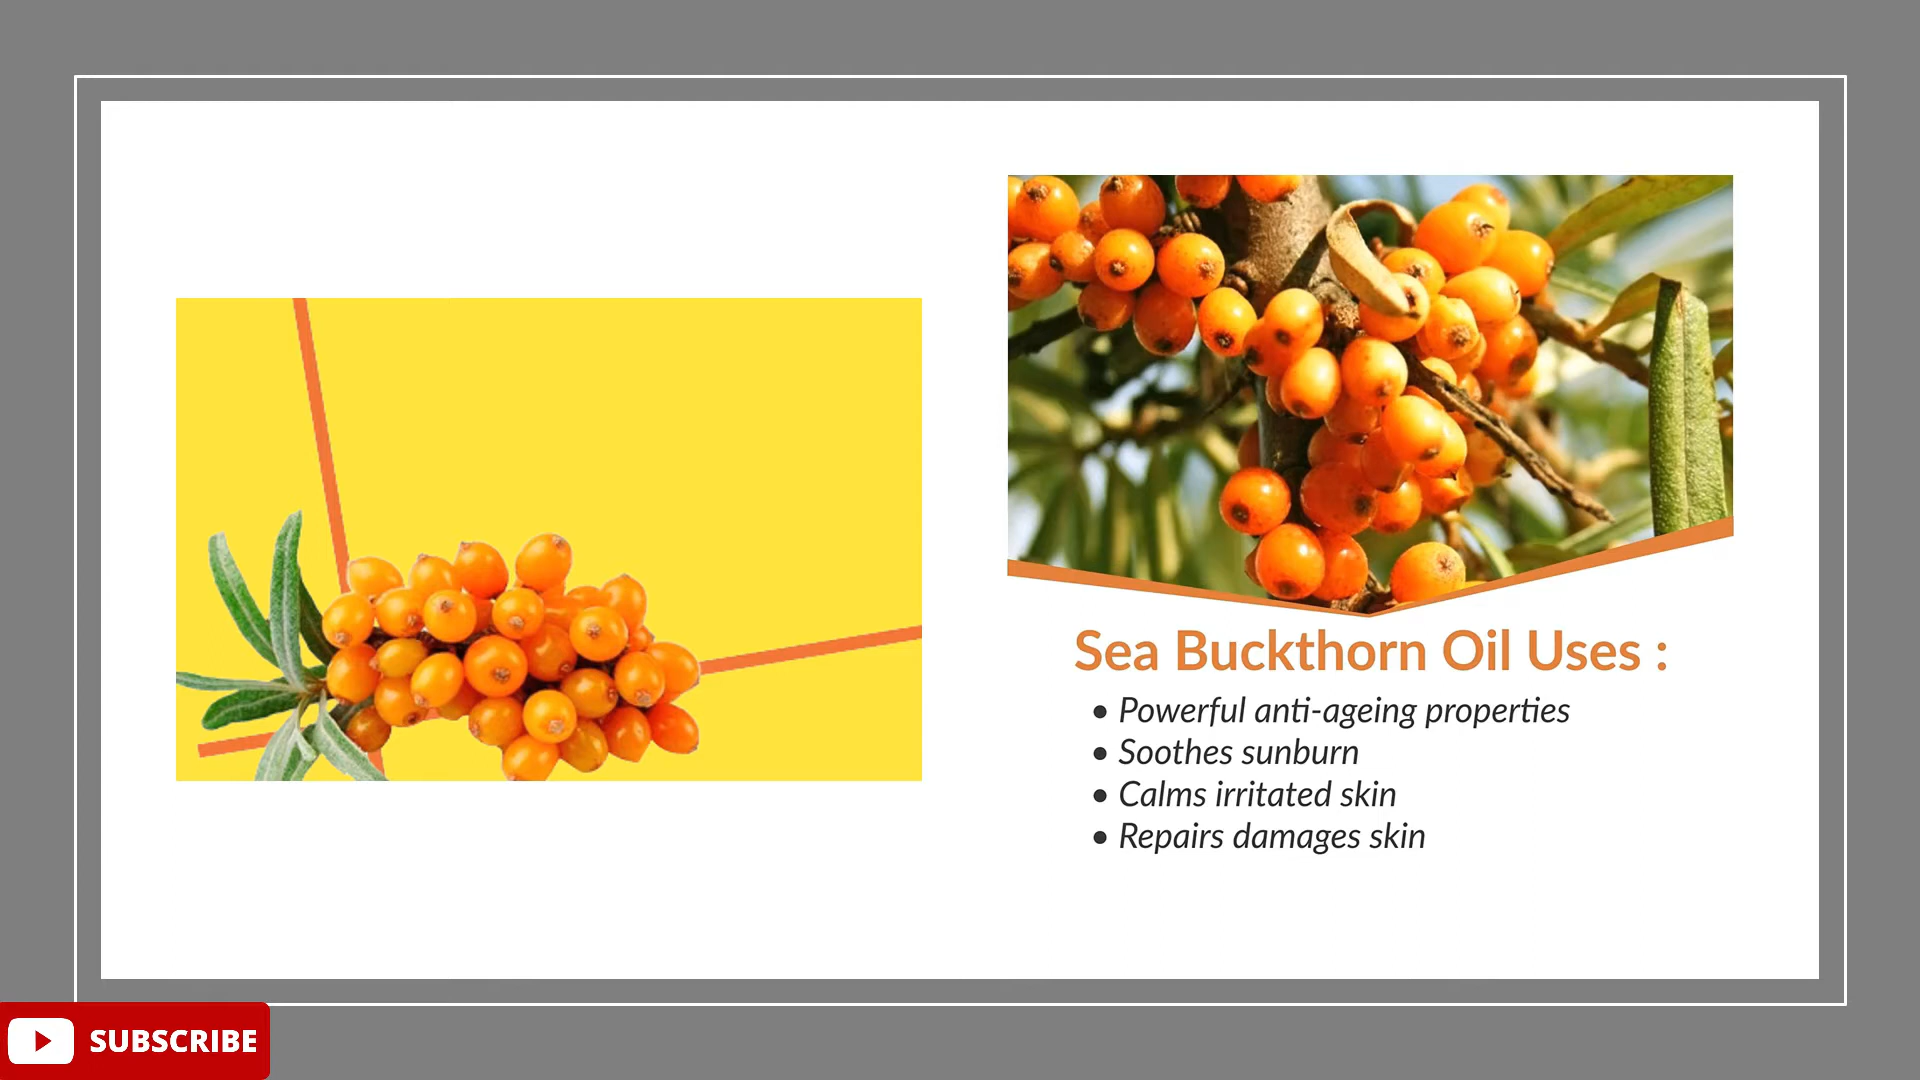 Sea Buckthorn Oil Uses :
• Powerful anti-ageing properties
• Soothes sunburn
• Calms irritated skin
• Repairs damages skin
SUBSCRIBE